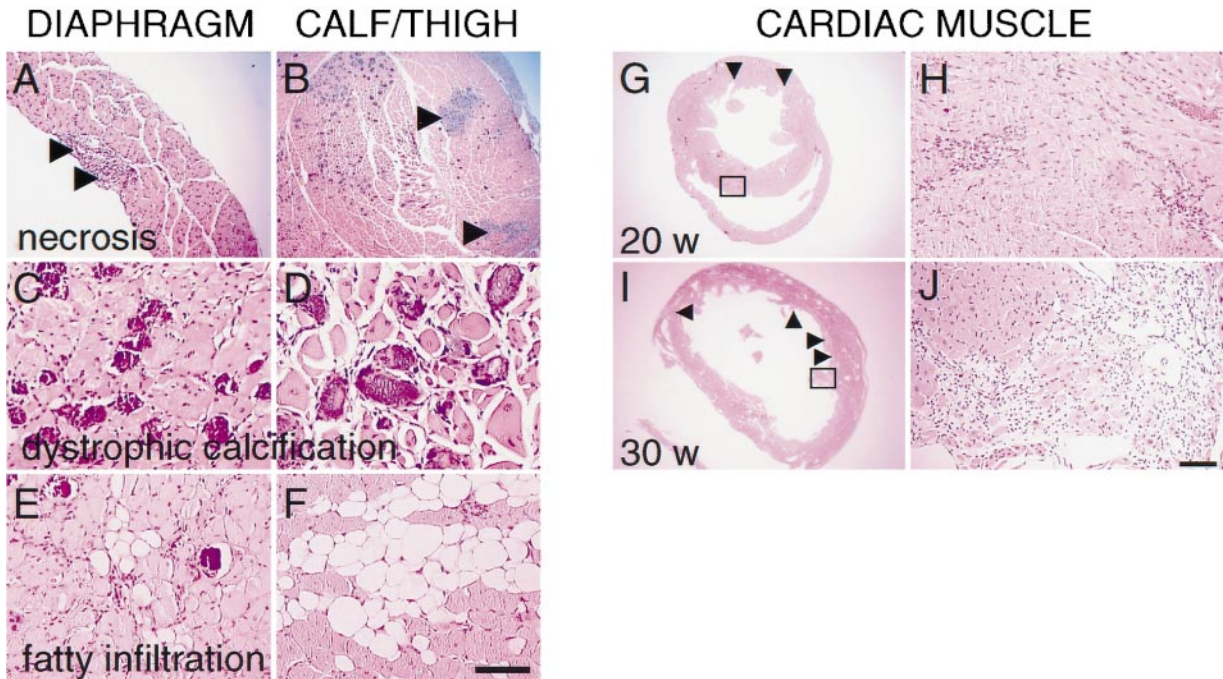 DIAPHRAGM CALF/THIGH CARDIAC MUSCLE
A B G H
necrosis 20 w
C D I J
dystrophic calcification 30 w
E F
fatty infiltration